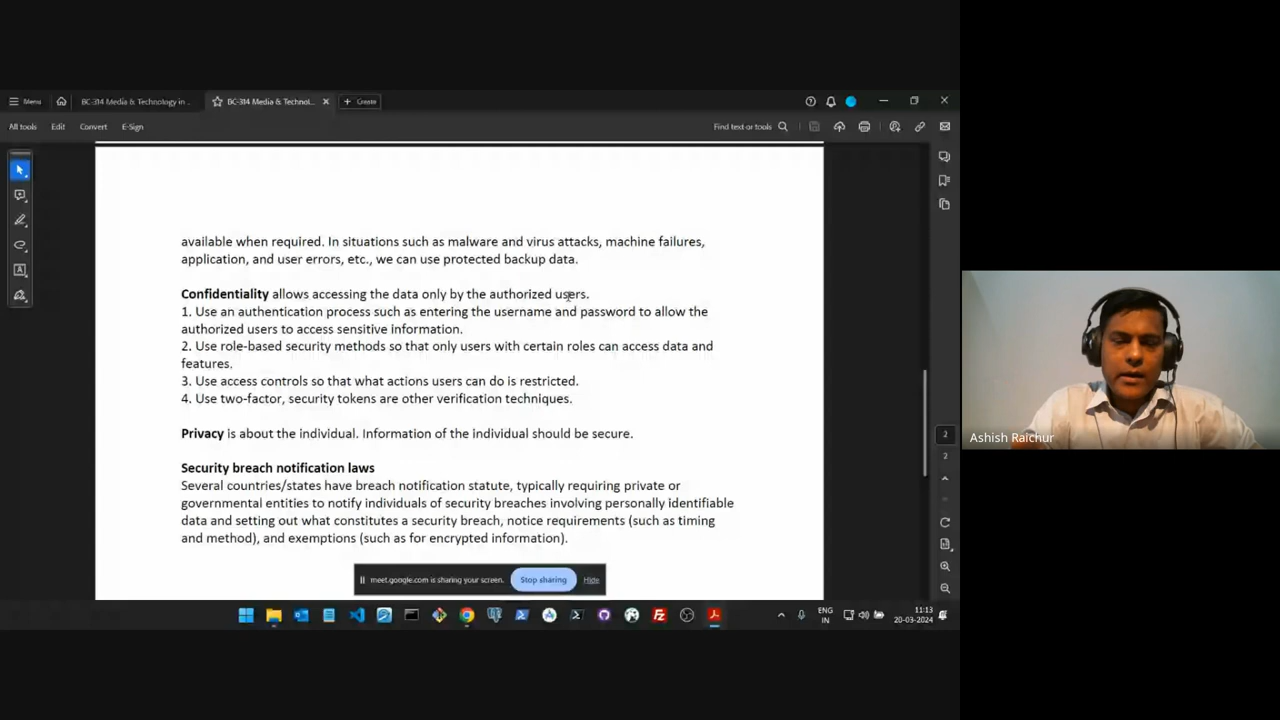 Menu
BC-314 Media & Technology in ...
BC-314 Media & Technol...
Create
All tools
Edit
Convert
E-Sign
Find text or tools
available when required. In situations such as malware and virus attacks, machine failures,
application, and user errors, etc., we can use protected backup data.
Confidentiality allows accessing the data only by the authorized users.
1. Use an authentication process such as entering the username and password to allow the
authorized users to access sensitive information.
2. Use role-based security methods so that only users with certain roles can access data and
features.
3. Use access controls so that what actions users can do is restricted.
4. Use two-factor, security tokens are other verification techniques.
Privacy is about the individual. Information of the individual should be secure.
Security breach notification laws
Several countries/states have breach notification statute, typically requiring private or
governmental entities to notify individuals of security breaches involving personally identifiable
data and setting out what constitutes a security breach, notice requirements (such as timing
and method), and exemptions (such as for encrypted information).
2
2
meet.google.com is sharing your screen.
Stop sharing
Hide
ENG
IN
11:13
20-03-2024
Ashish Raichur